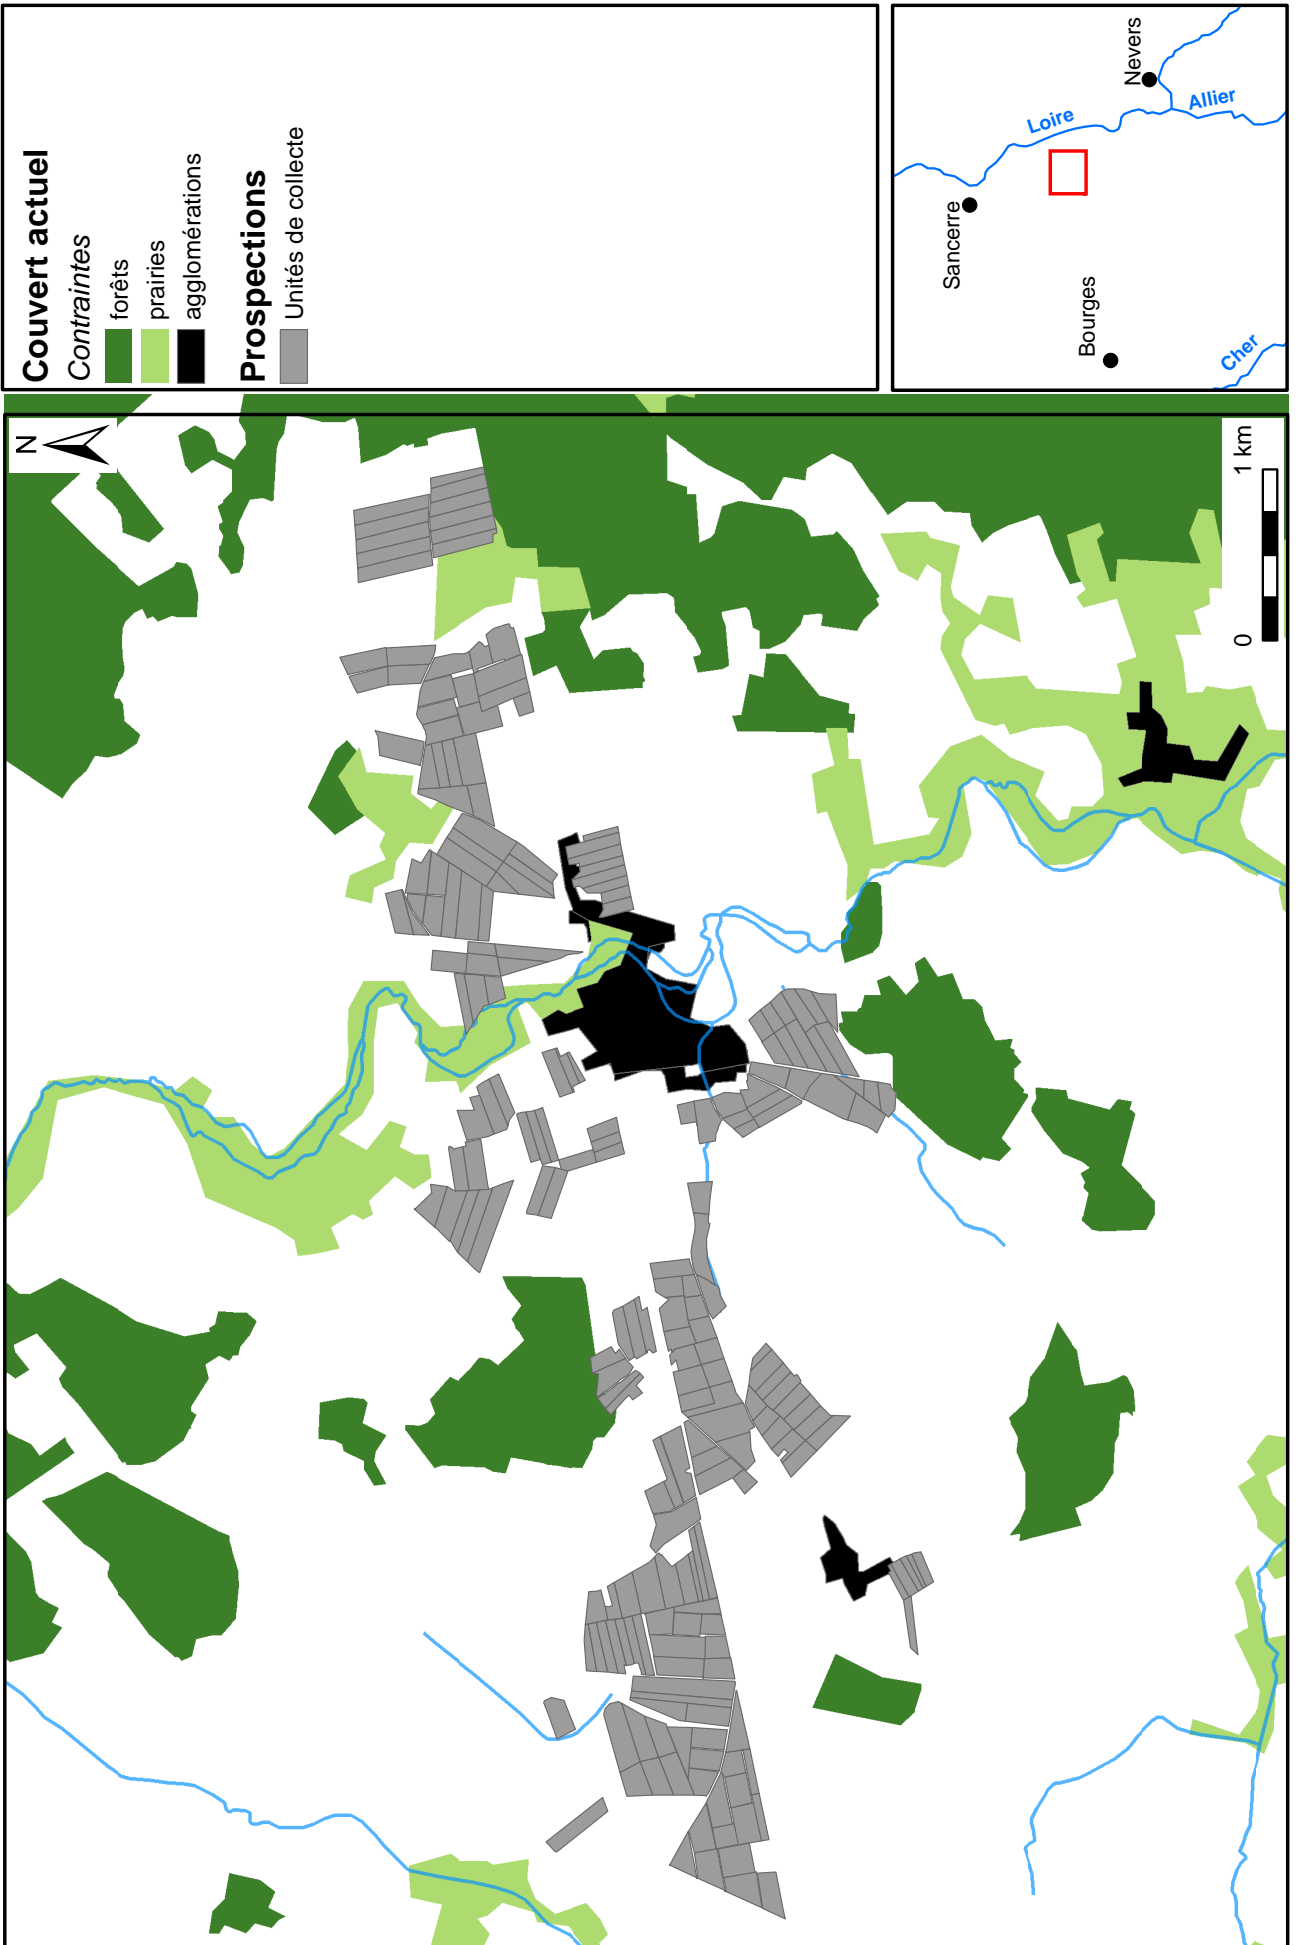 Couvert actuel
Contraintes
forêts
prairies
agglomérations
Prospections
Unités de collecte
Sancerre
Bourges
Nevers
Loire
Allier
Cher
N
0 1 km